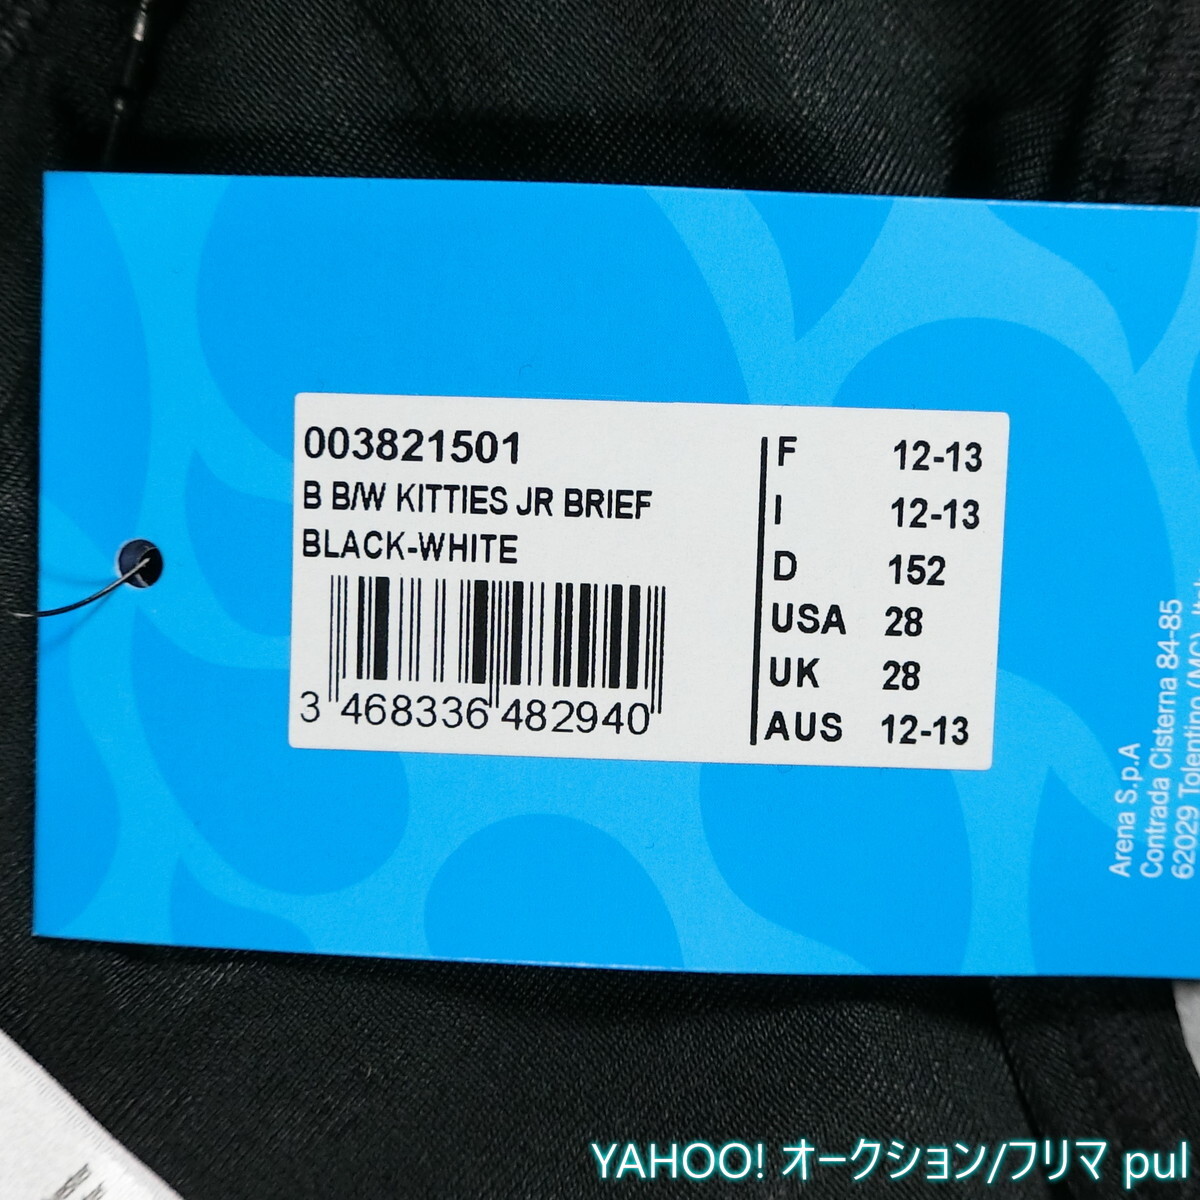 003821501
B B/W KITTIES JR BRIEF
BLACK-WHITE
3 468336 482940
F 12-13
I 12-13
D 152
USA 28
UK 28
AUS 12-13
Arena S.p.A
Contrada Cisterna 84-85
62029 Tolentino (MC)
YAHOO! オークション/フリマ pul